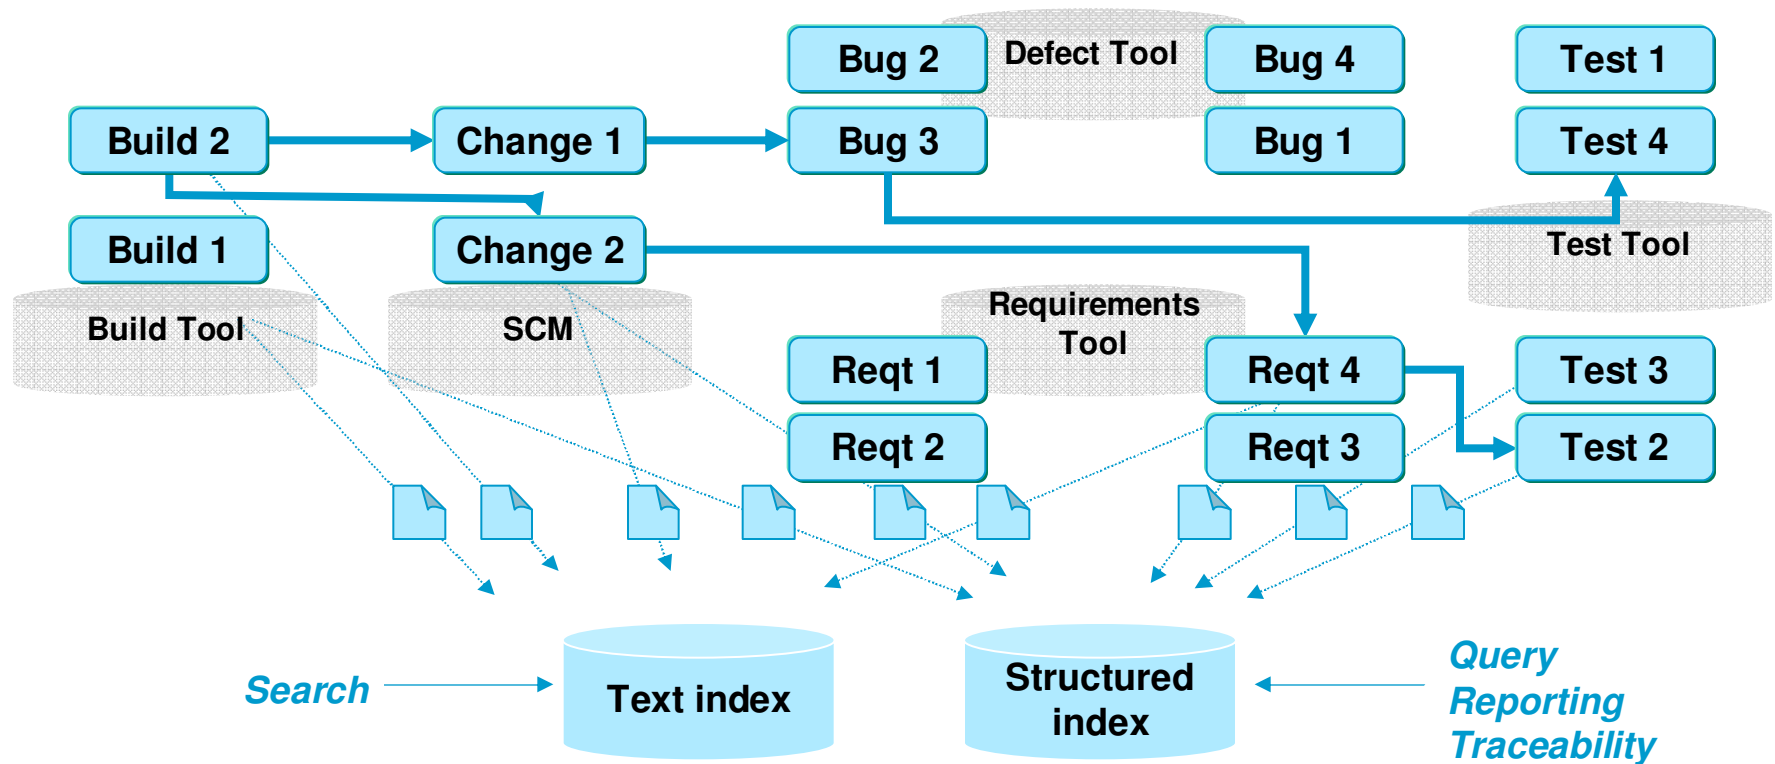 Bug 2
Defect Tool
Bug 4
Test 1
Build 2
Change 1
Bug 3
Bug 1
Test 4
Build 1
Change 2
Test Tool
Build Tool
SCM
Requirements
Tool
Reqt 1
Reqt 4
Test 3
Reqt 2
Reqt 3
Test 2
Search
Text index
Structured
index
Query
Reporting
Traceability